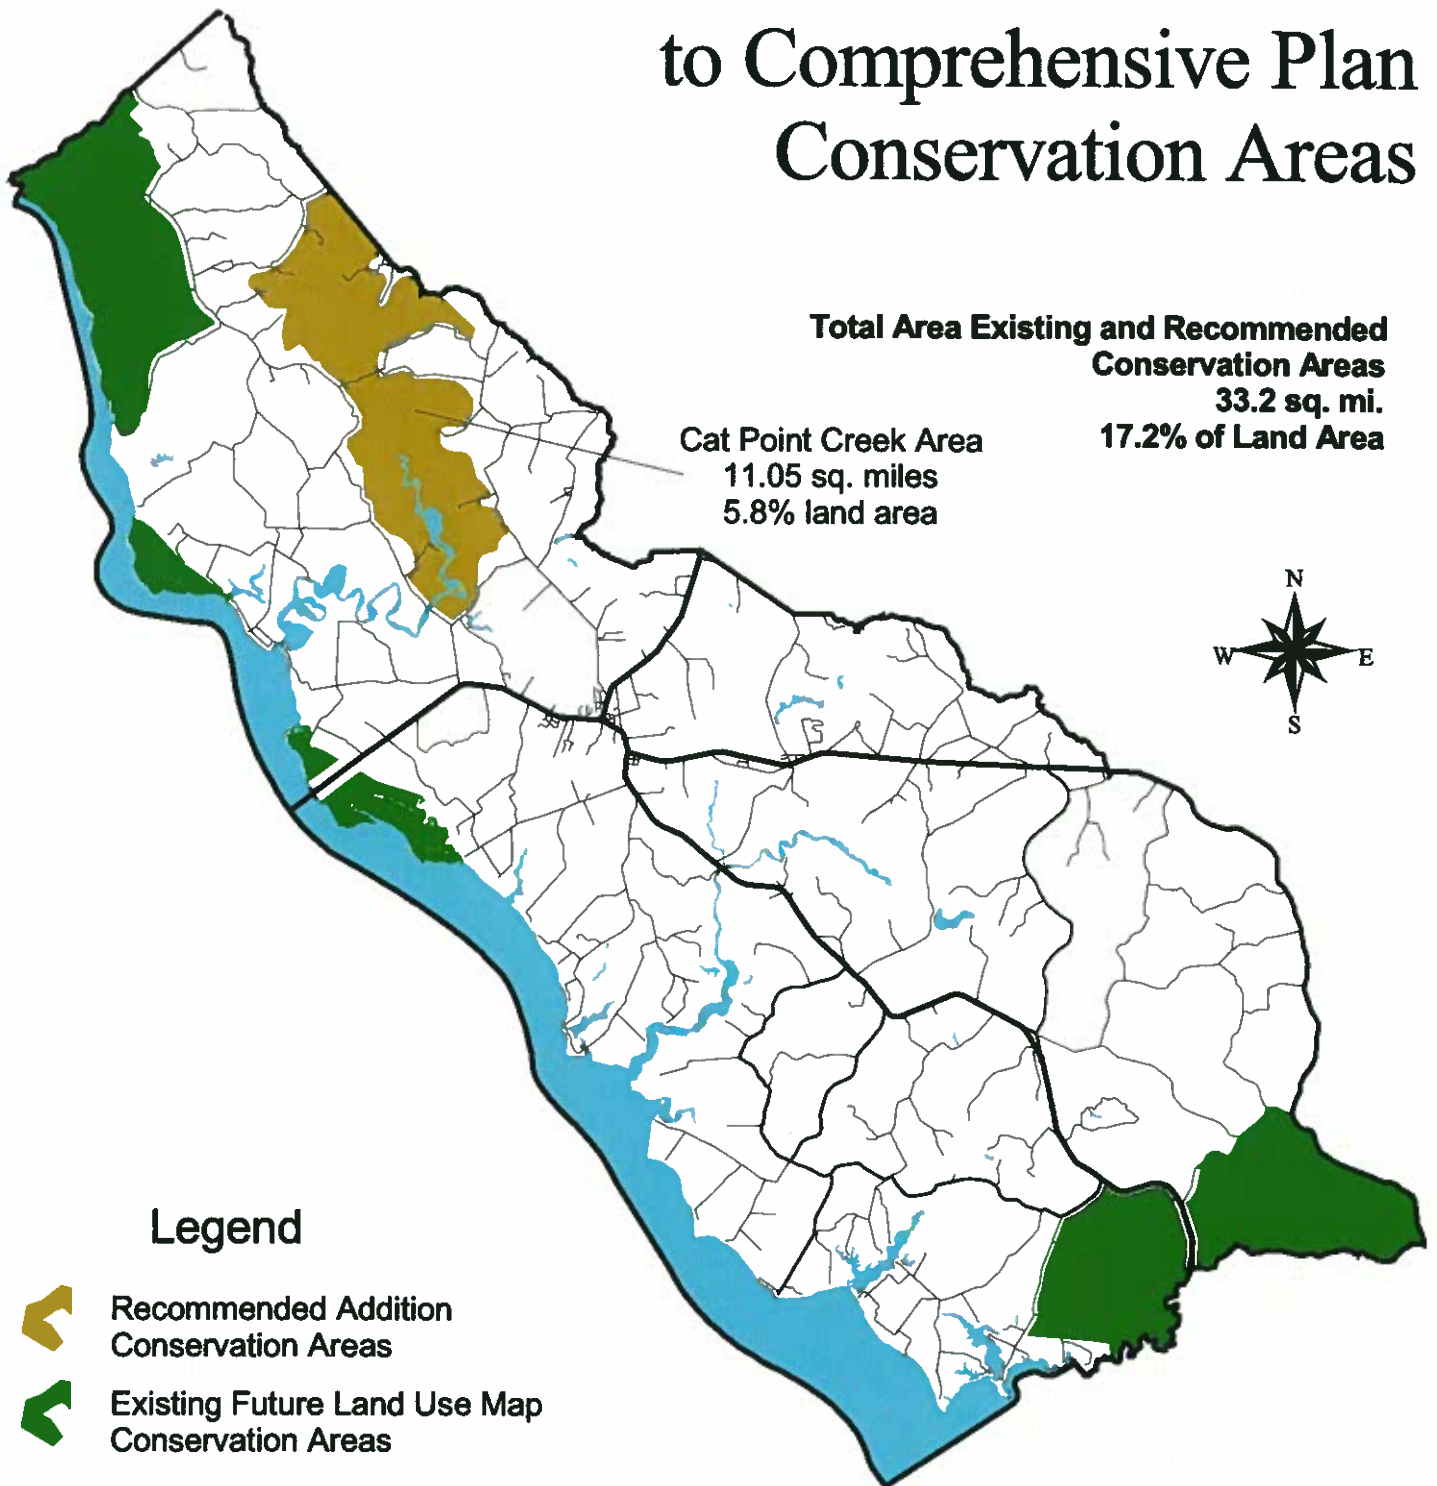 to Comprehensive Plan
Conservation Areas
Total Area Existing and Recommended
Conservation Areas
33.2 sq. mi.
17.2% of Land Area
Cat Point Creek Area
11.05 sq. miles
5.8% land area
N
W
E
S
Legend
Recommended Addition
Conservation Areas
Existing Future Land Use Map
Conservation Areas